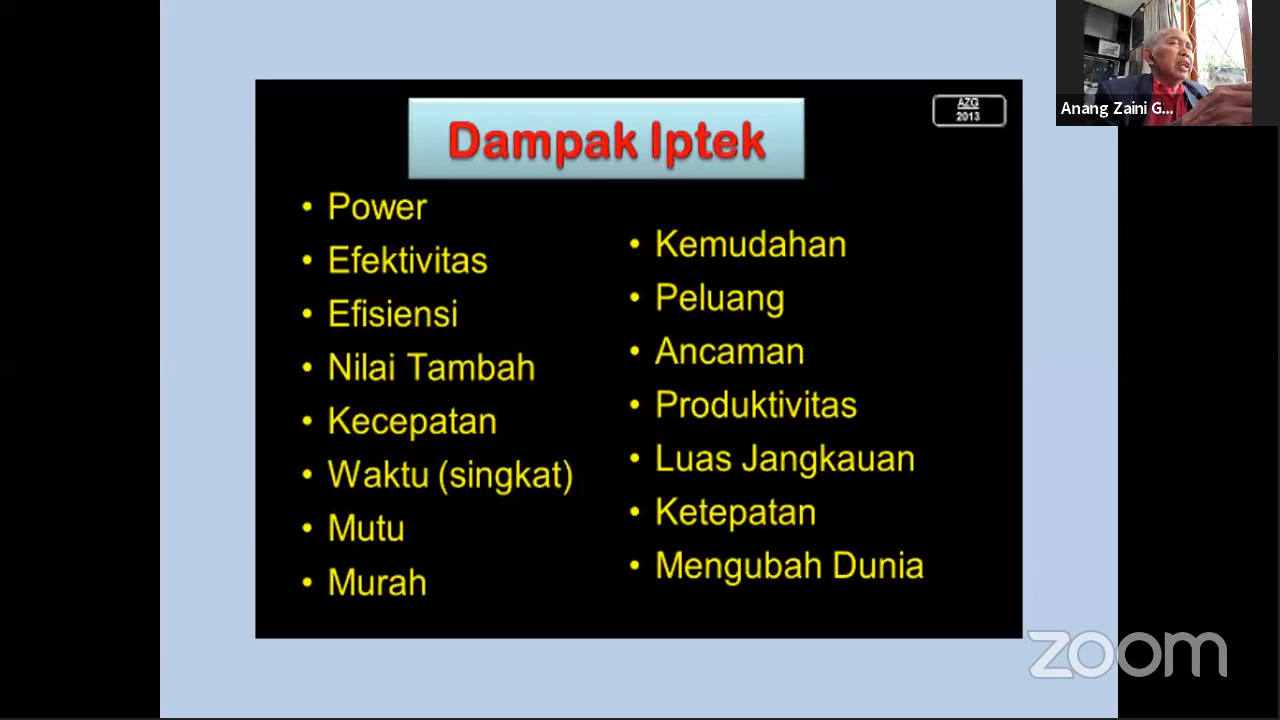 Dampak Iptek
AZG
2013
• Power
• Efektivitas
• Efisiensi
• Nilai Tambah
• Kecepatan
• Waktu (singkat)
• Mutu
• Murah
• Kemudahan
• Peluang
• Ancaman
• Produktivitas
• Luas Jangkauan
• Ketepatan
• Mengubah Dunia
Anang Zaini G...
zoom